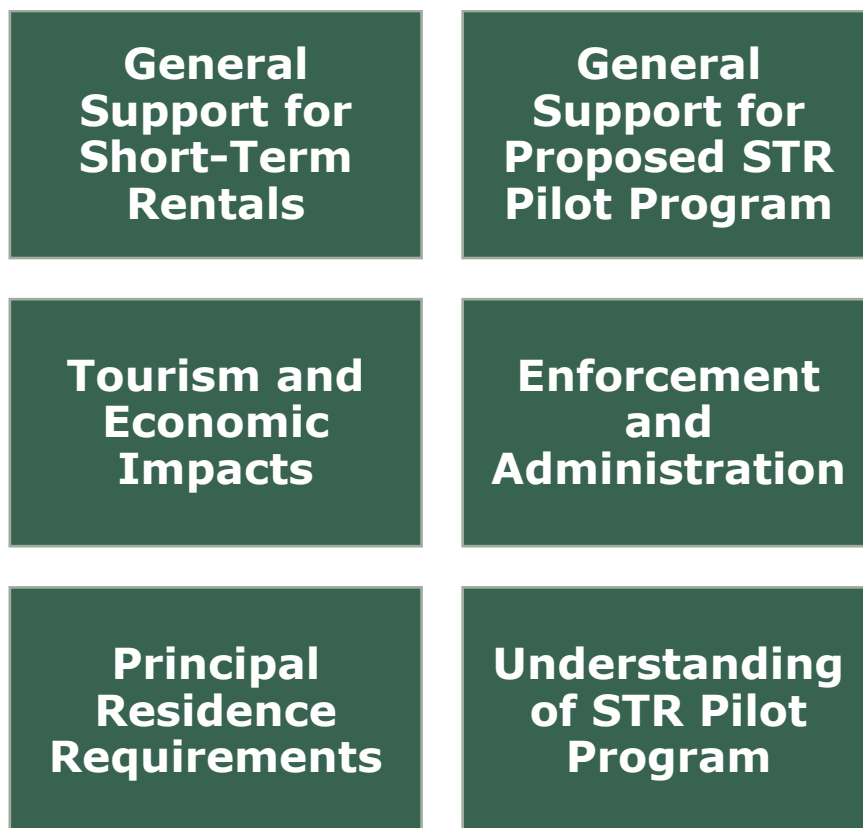 General
Support for
Short-Term
Rentals
General
Support for
Proposed STR
Pilot Program
Tourism and
Economic
Impacts
Enforcement
and
Administration
Principal
Residence
Requirements
Understanding
of STR Pilot
Program